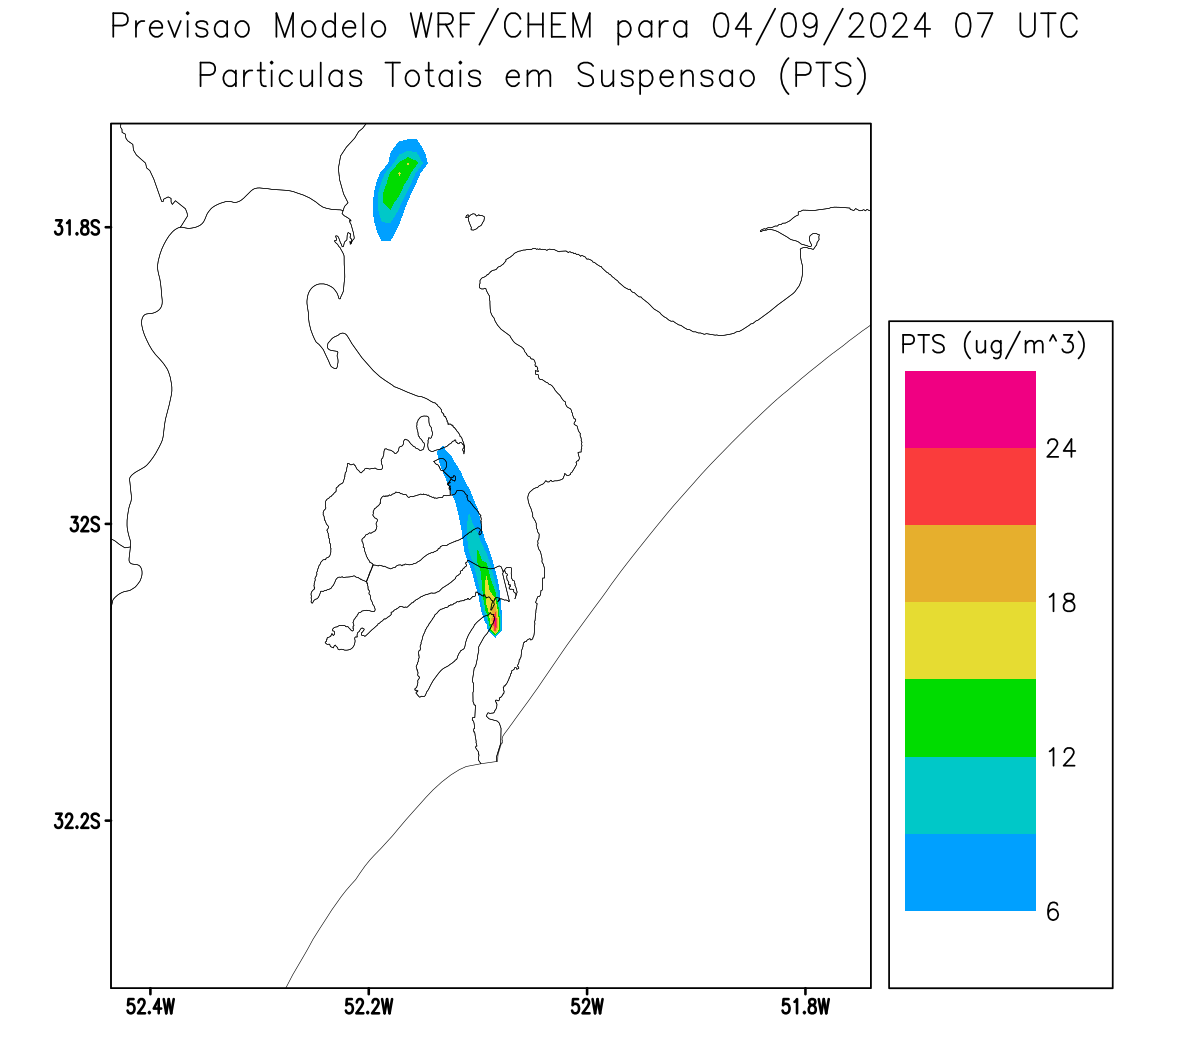 Previsao Modelo WRF/CHEM para 04/09/2024 07 UTC
Particulas Totais em Suspensao (PTS)
31.8S
32S
32.2S
52.4W
52.2W
52W
51.8W
PTS (ug/m^3)
24
18
12
6